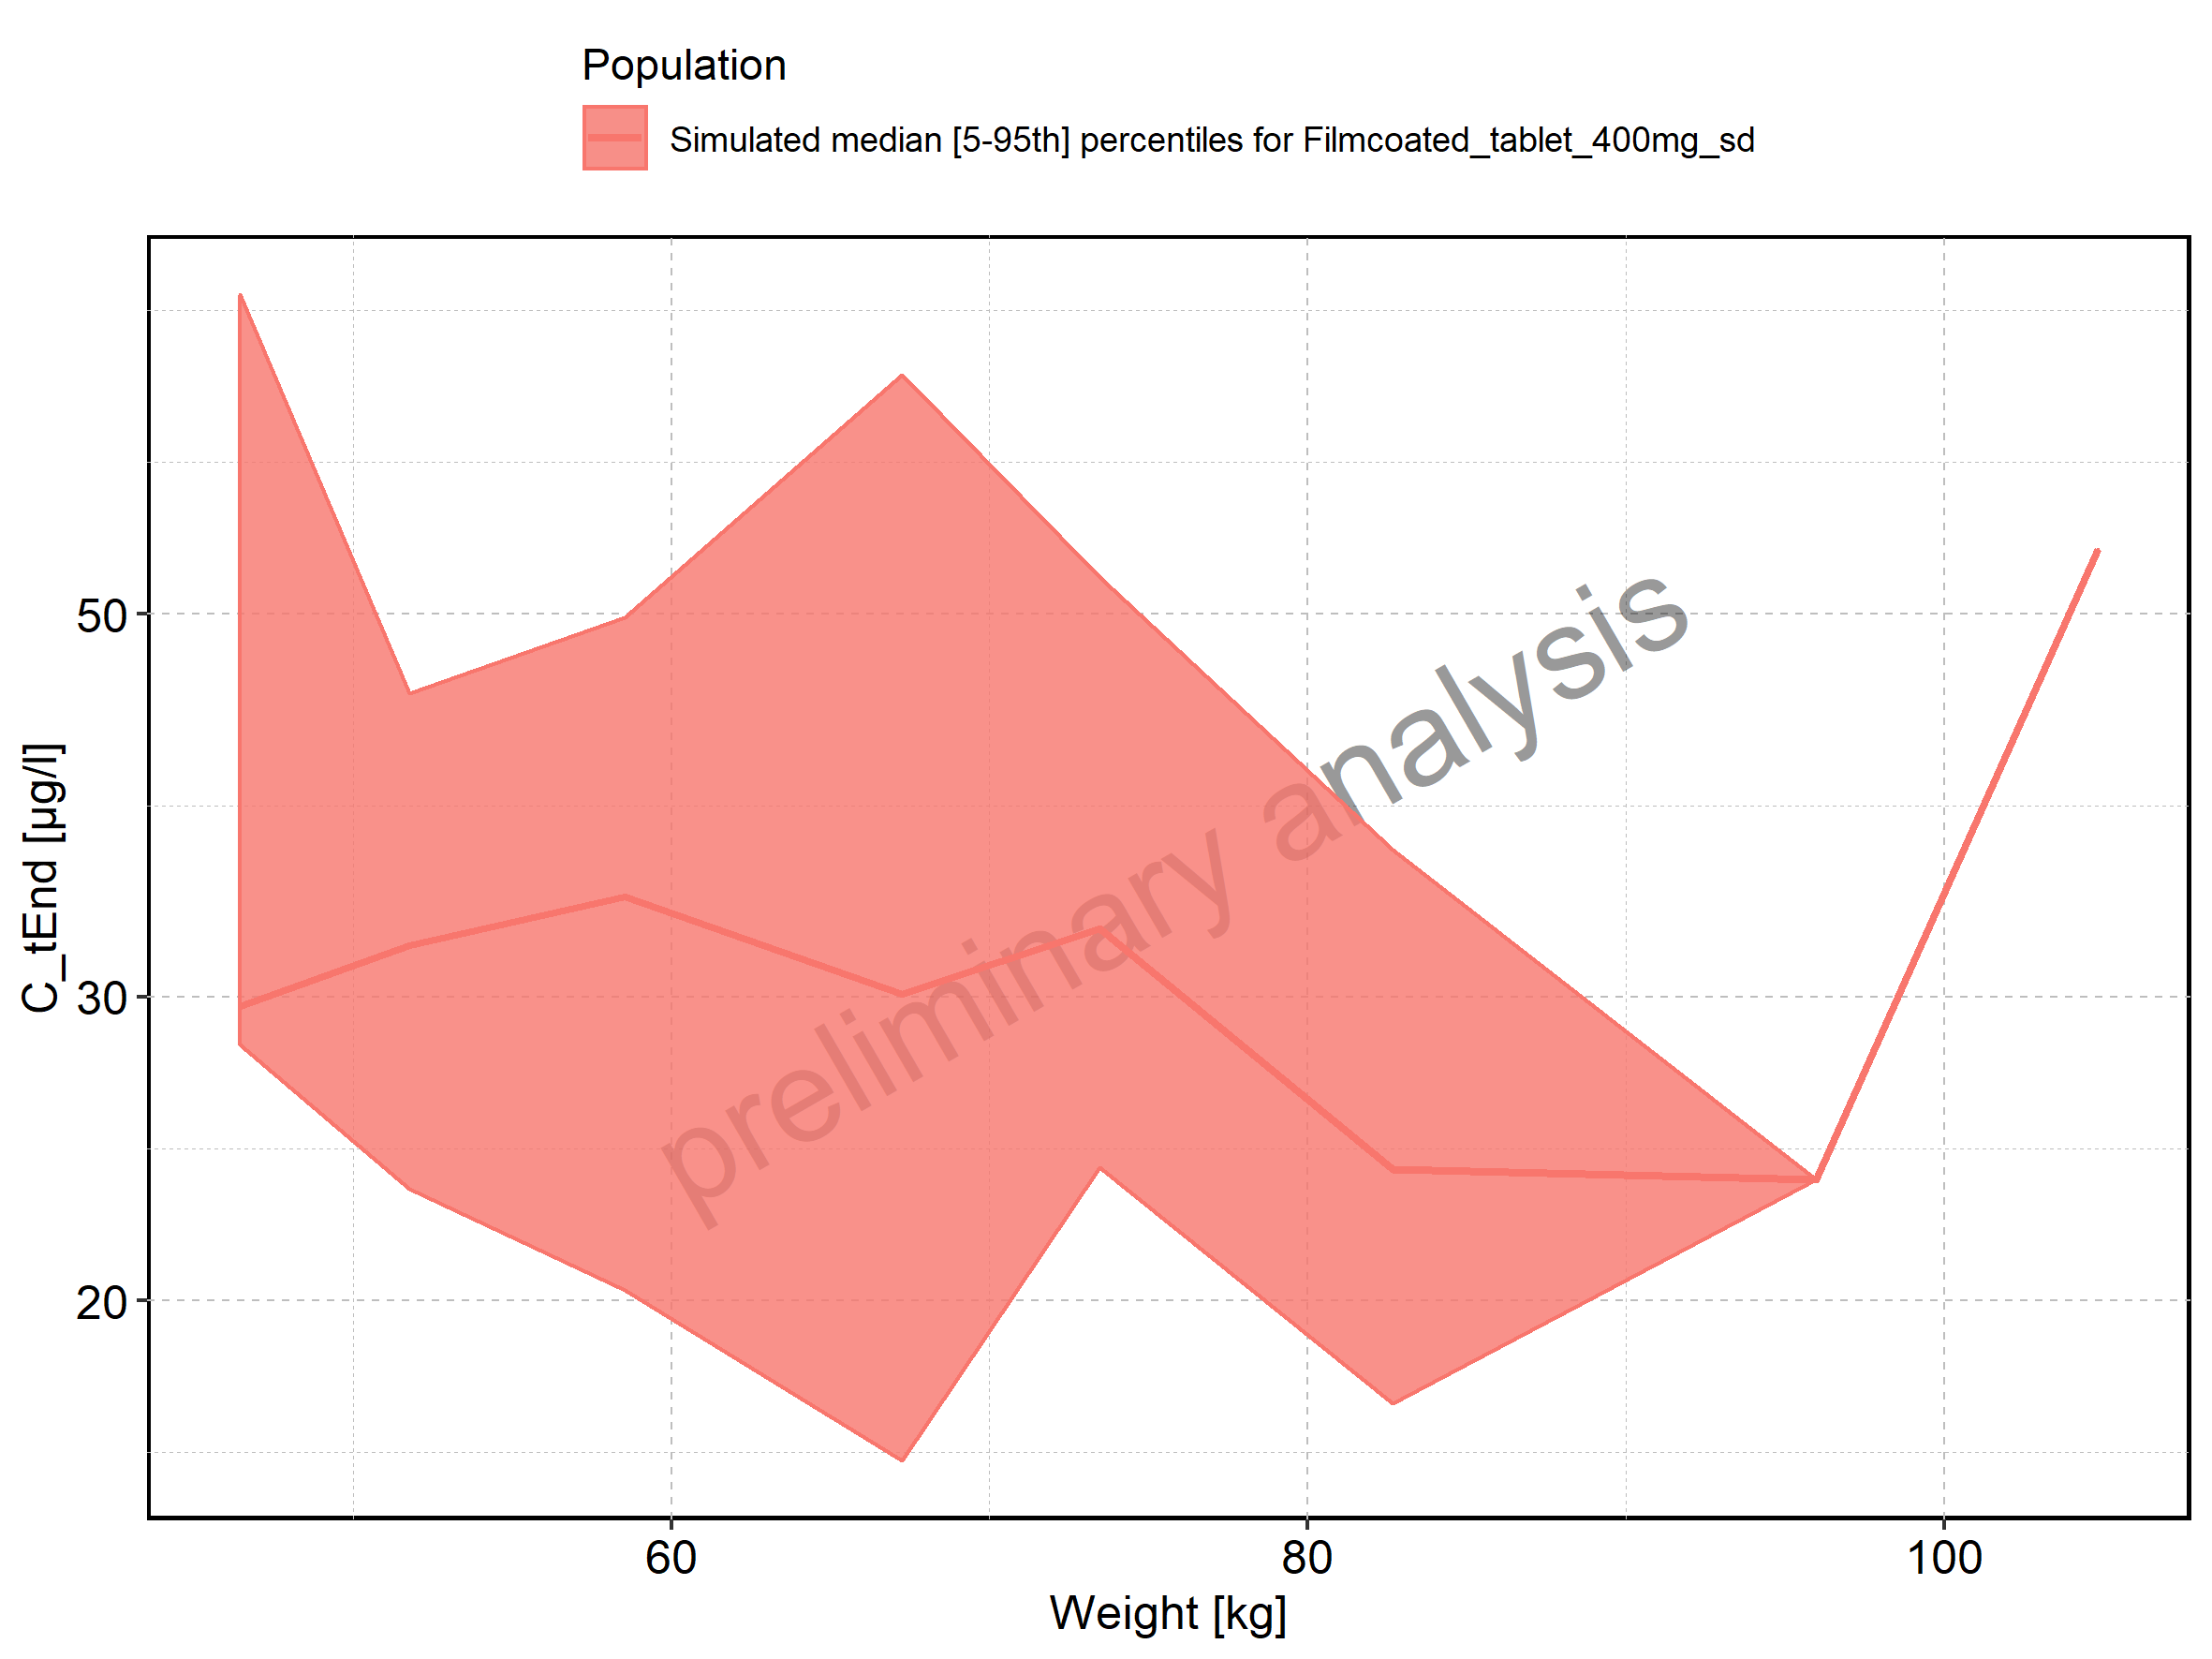 Population
Simulated median [5-95th] percentiles for Filmcoated_tablet_400mg_sd
C_tEnd [µg/l]
50
30
20
preliminary analysis
60 80 100
Weight [kg]